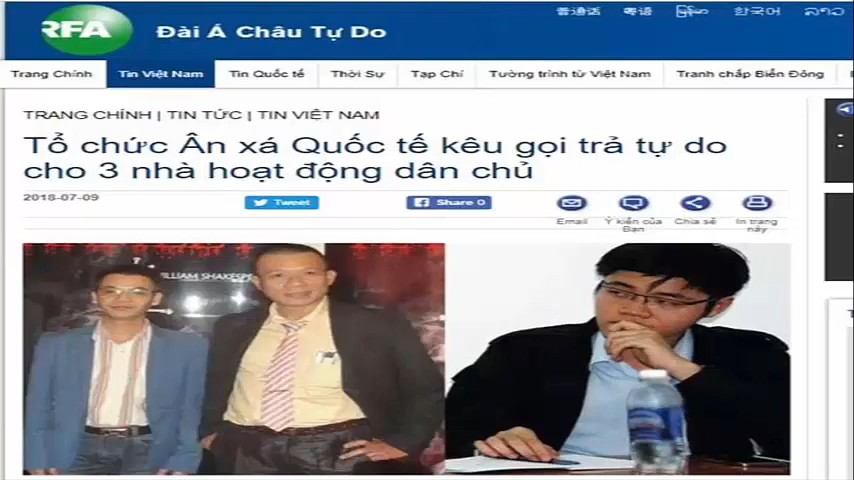 RFA Đài Á Châu Tự Do
普通话 粤语 မြန်မာ 한국어 ລາວ
Trang Chính Tin Việt Nam Tin Quốc tế Thời Sự Tạp Chí Tường trình từ Việt Nam Tranh chấp Biển Đông
TRANG CHÍNH | TIN TỨC | TIN VIỆT NAM
Tổ chức Ân xá Quốc tế kêu gọi trả tự do
cho 3 nhà hoạt động dân chủ
2018-07-09
Tweet Share 0
Email Ý kiến của Chia sẻ In trang
Bạn này
WILLIAM SHAKESPE